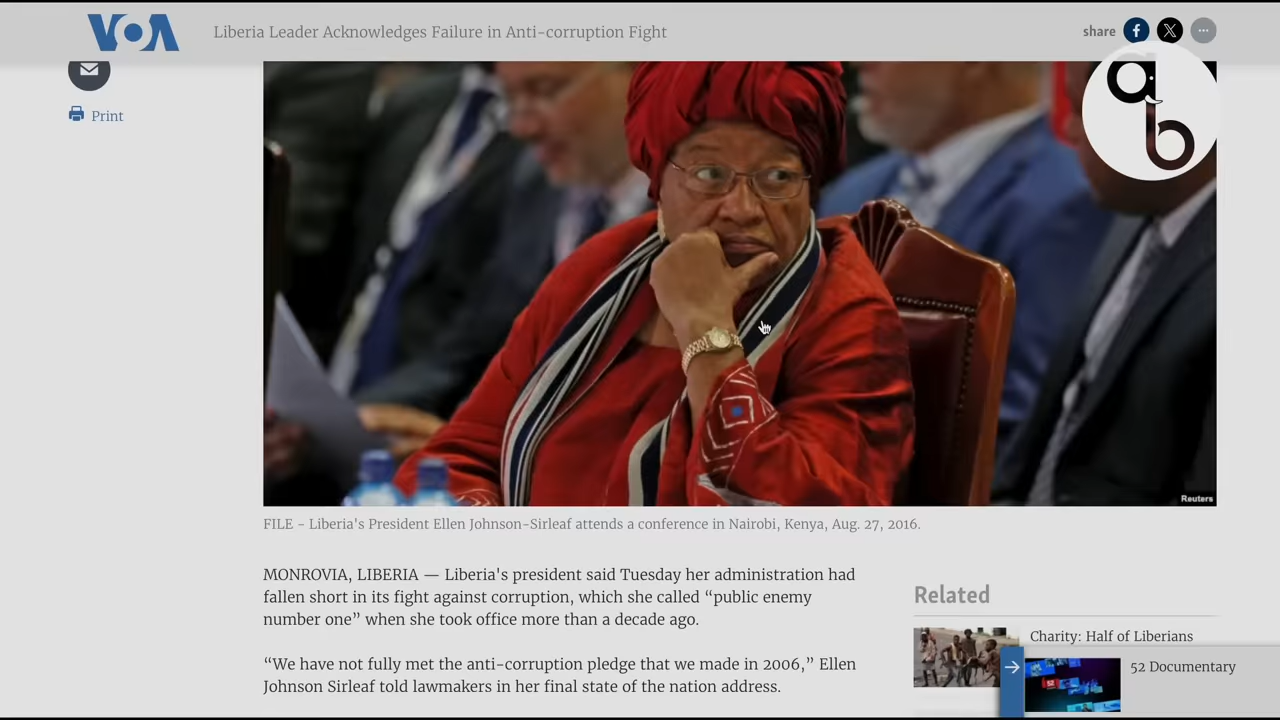 VOA
Liberia Leader Acknowledges Failure in Anti-corruption Fight
share
Print
ab
Reuters
FILE - Liberia's President Ellen Johnson-Sirleaf attends a conference in Nairobi, Kenya, Aug. 27, 2016.
MONROVIA, LIBERIA — Liberia's president said Tuesday her administration had
fallen short in its fight against corruption, which she called “public enemy
number one” when she took office more than a decade ago.
“We have not fully met the anti-corruption pledge that we made in 2006,” Ellen
Johnson Sirleaf told lawmakers in her final state of the nation address.
Related
Charity: Half of Liberians
52 Documentary